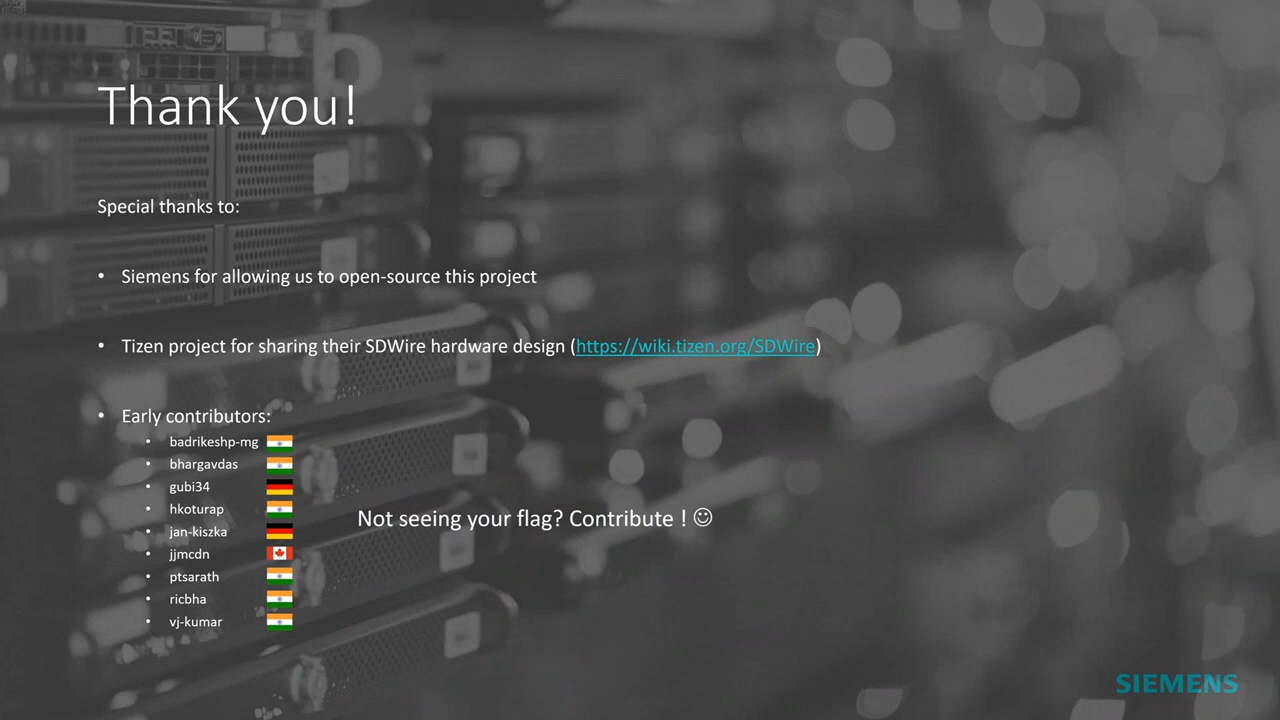 Thank you!
Special thanks to:
• Siemens for allowing us to open-source this project
• Tizen project for sharing their SDWire hardware design (https://wiki.tizen.org/SDWire)
• Early contributors:
• badrikeshp-mg
• bhargavdas
• gubi34
• hkoturap
Not seeing your flag? Contribute ! ☺
• jan-kiszka
• jjmcdn
• ptsarath
• ricbha
• vj-kumar
SIEMENS